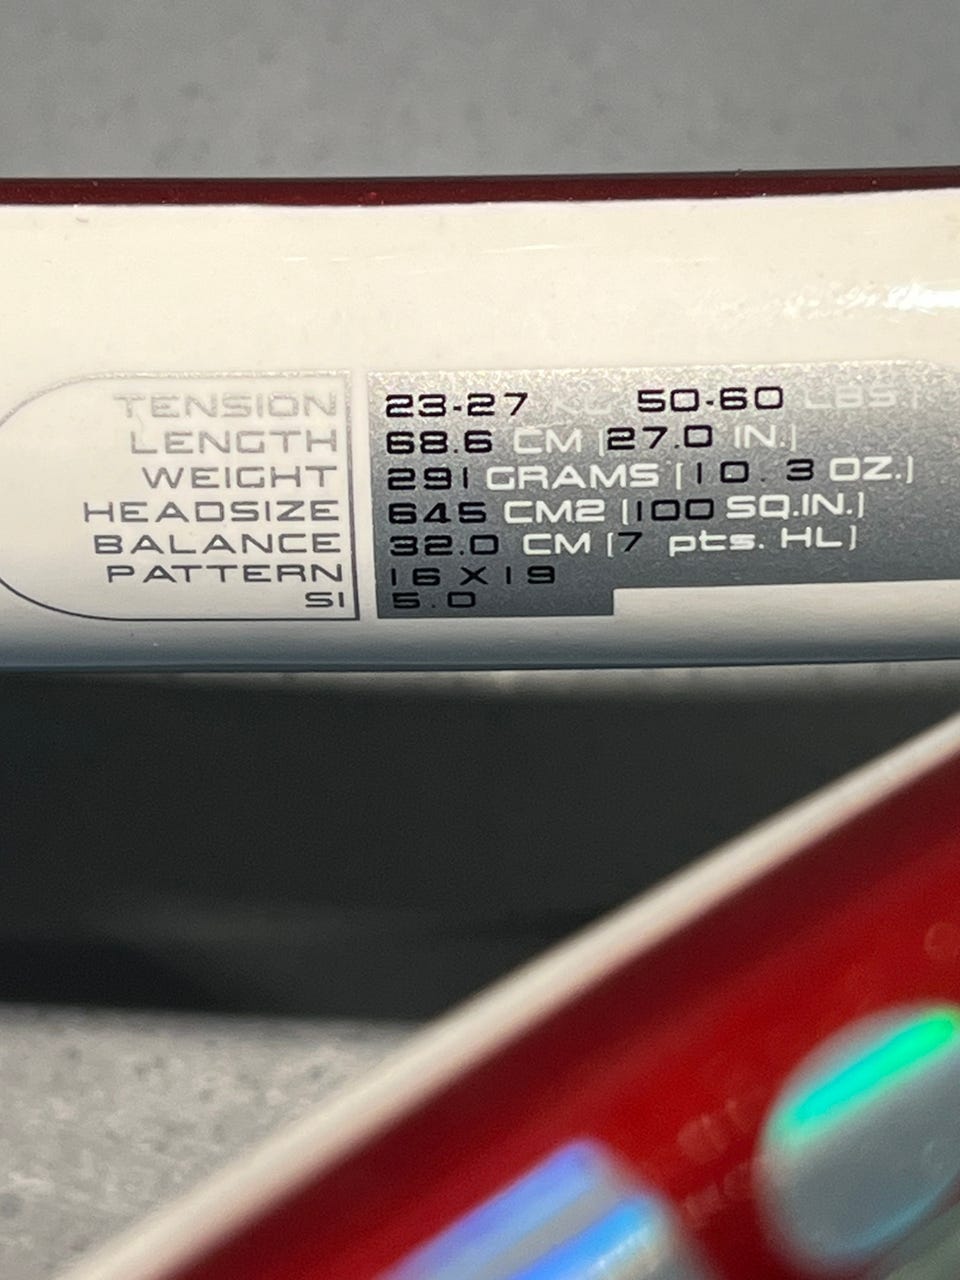 TENSION 23-27 KG 50-60 LBS
LENGTH 68.6 CM (27.0 IN.)
WEIGHT 291 GRAMS (10.3 OZ.)
HEADSIZE 645 CM2 (100 SQ.IN.)
BALANCE 32.0 CM (7 pts. HL)
PATTERN 16 X 19
SI 5.0